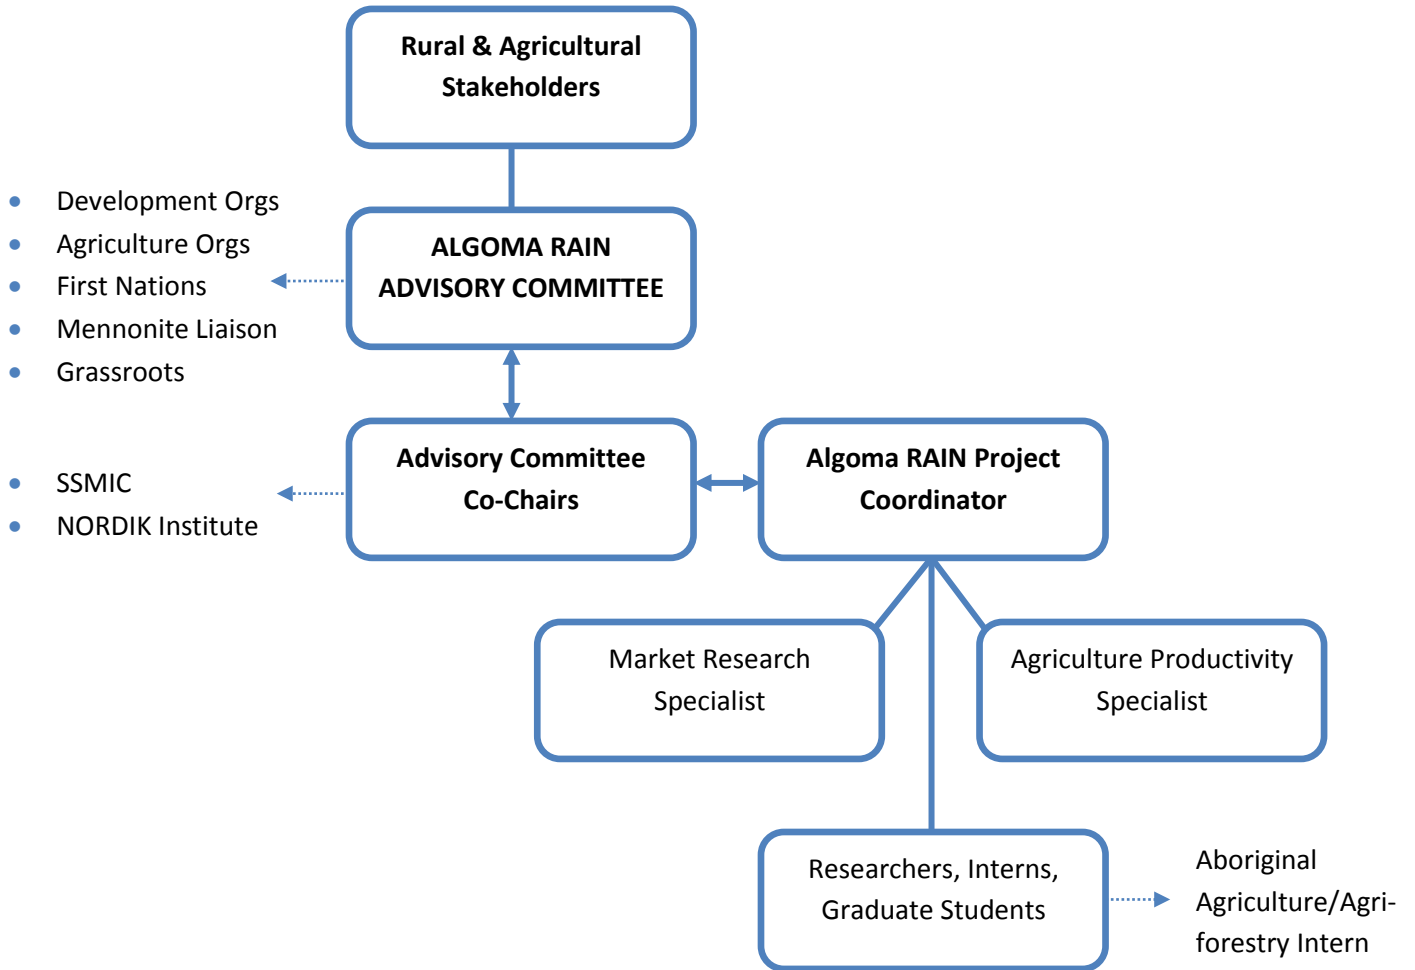 Rural & Agricultural
Stakeholders
• Development Orgs
• Agriculture Orgs
• First Nations
• Mennonite Liaison
• Grassroots
ALGOMA RAIN
ADVISORY COMMITTEE
• SSMIC
• NORDIK Institute
Advisory Committee
Co-Chairs
Algoma RAIN Project
Coordinator
Market Research
Specialist
Agriculture Productivity
Specialist
Researchers, Interns,
Graduate Students
Aboriginal
Agriculture/Agri-
forestry Intern